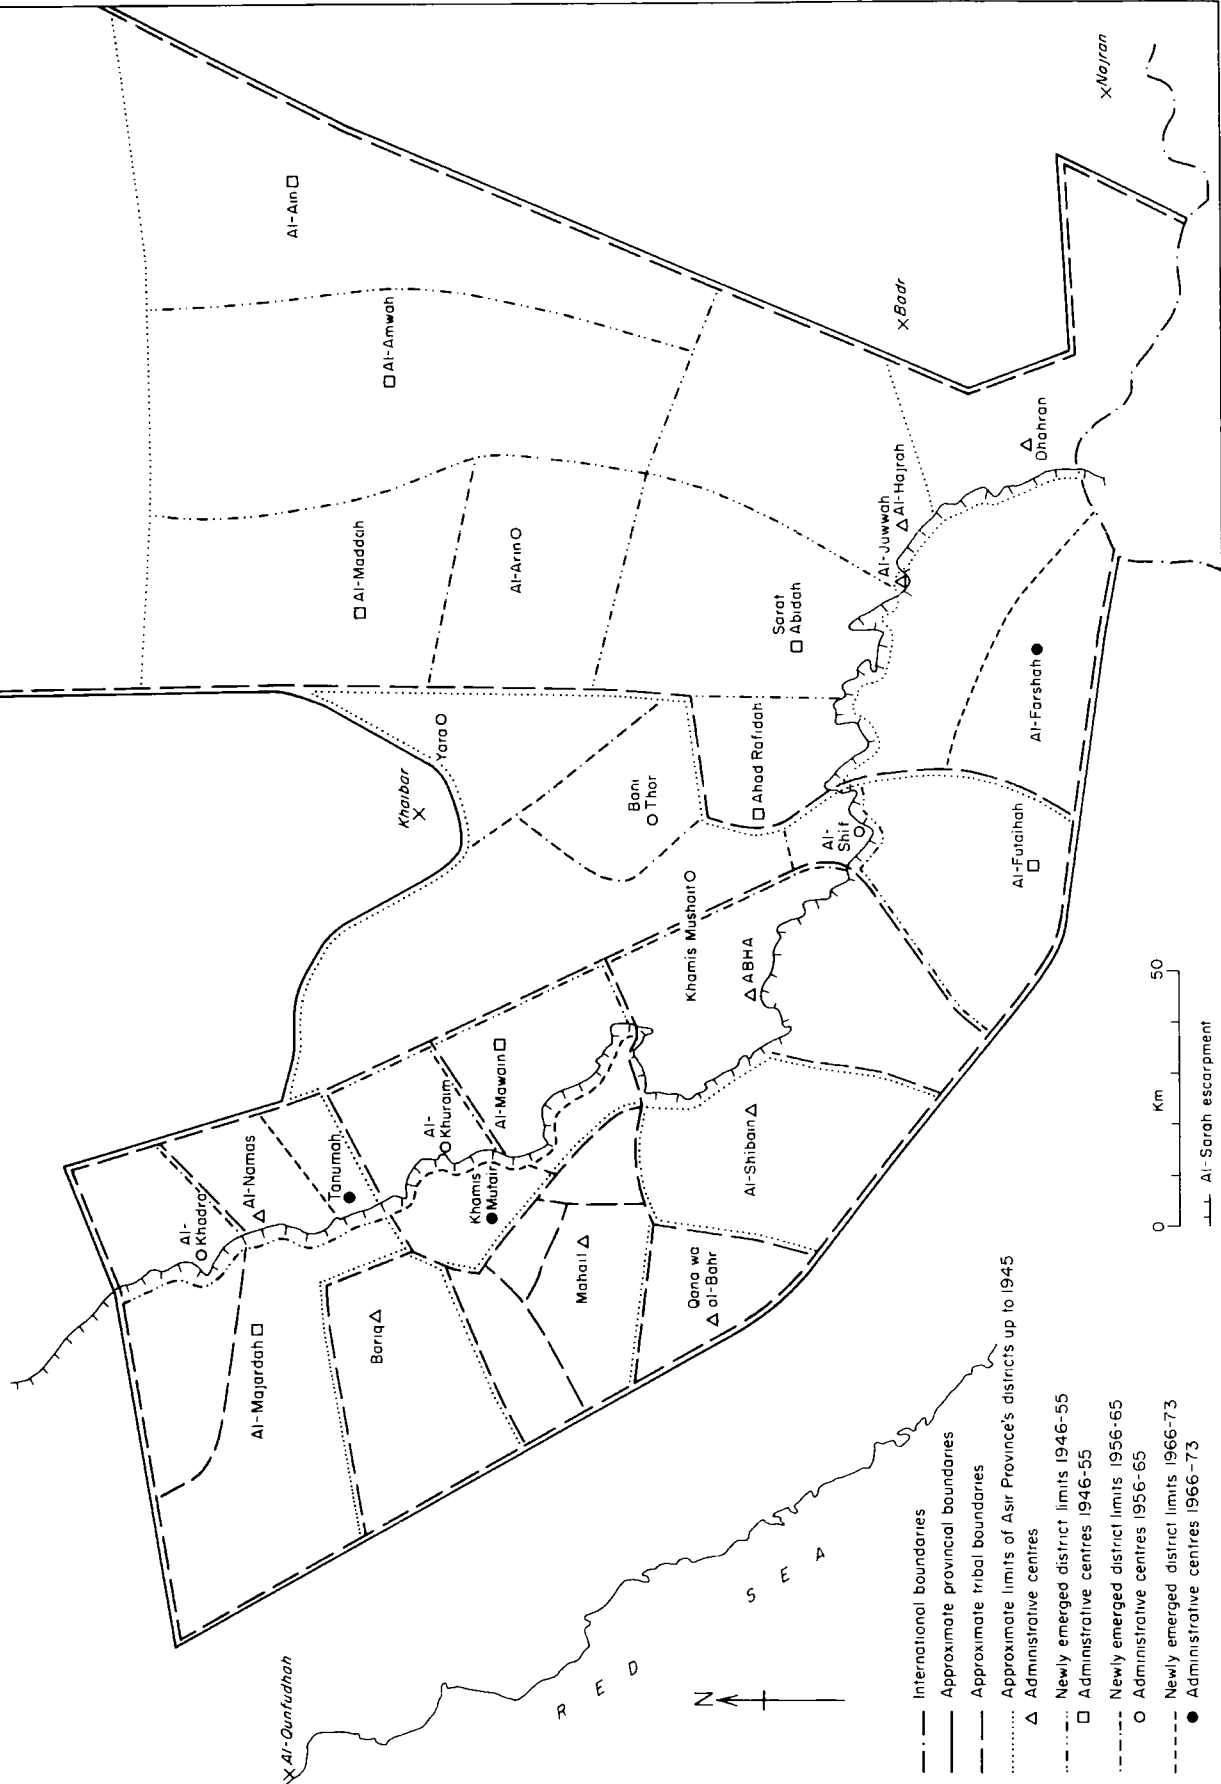 Najran
Al-Ain
Al-Amwah
Badr
Al-Maddah
Al-Arin
Dhahran
Al-Juwwah
Al-Hajrah
Sarat
Abidah
Yara
Khaibar
Bani
Thor
Ahad Rafidah
Al-Farshah
Al-
Shif
Al-Futaihah
Khamis Mushait
ABHA
Al-Mawain
Al-
Khuraim
Tanumah
Al-Namas
Al-
Khadra
Khamis
Mutair
Al-Shibain
Mahail
Qana wa
al-Bahr
Bariq
Al-Majardah
Al-Qunfudhah
RED SEA
N
0 Km 50
Al-Sarah escarpment
International boundaries
Approximate provincial boundaries
Approximate tribal boundaries
Approximate limits of Asir Province's districts up to 1945
Administrative centres
Newly emerged district limits 1946-55
Administrative centres 1946-55
Newly emerged district limits 1956-65
Administrative centres 1956-65
Newly emerged district limits 1966-73
Administrative centres 1966-73